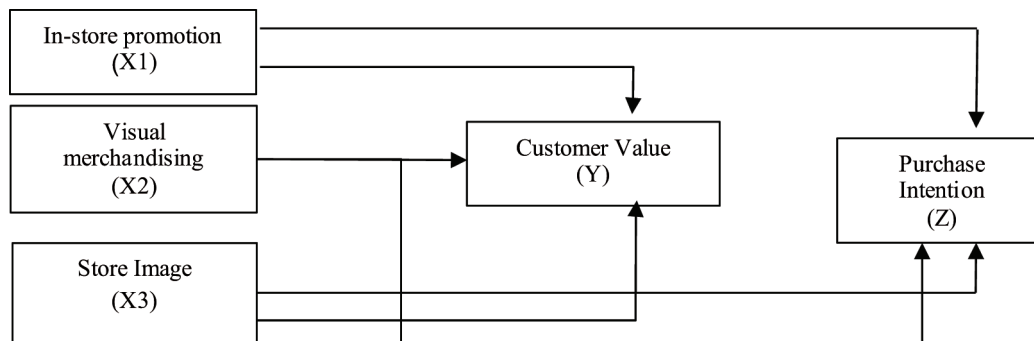 In-store promotion
(X1)
Visual
merchandising
(X2)
Customer Value
(Y)
Purchase
Intention
(Z)
Store Image
(X3)